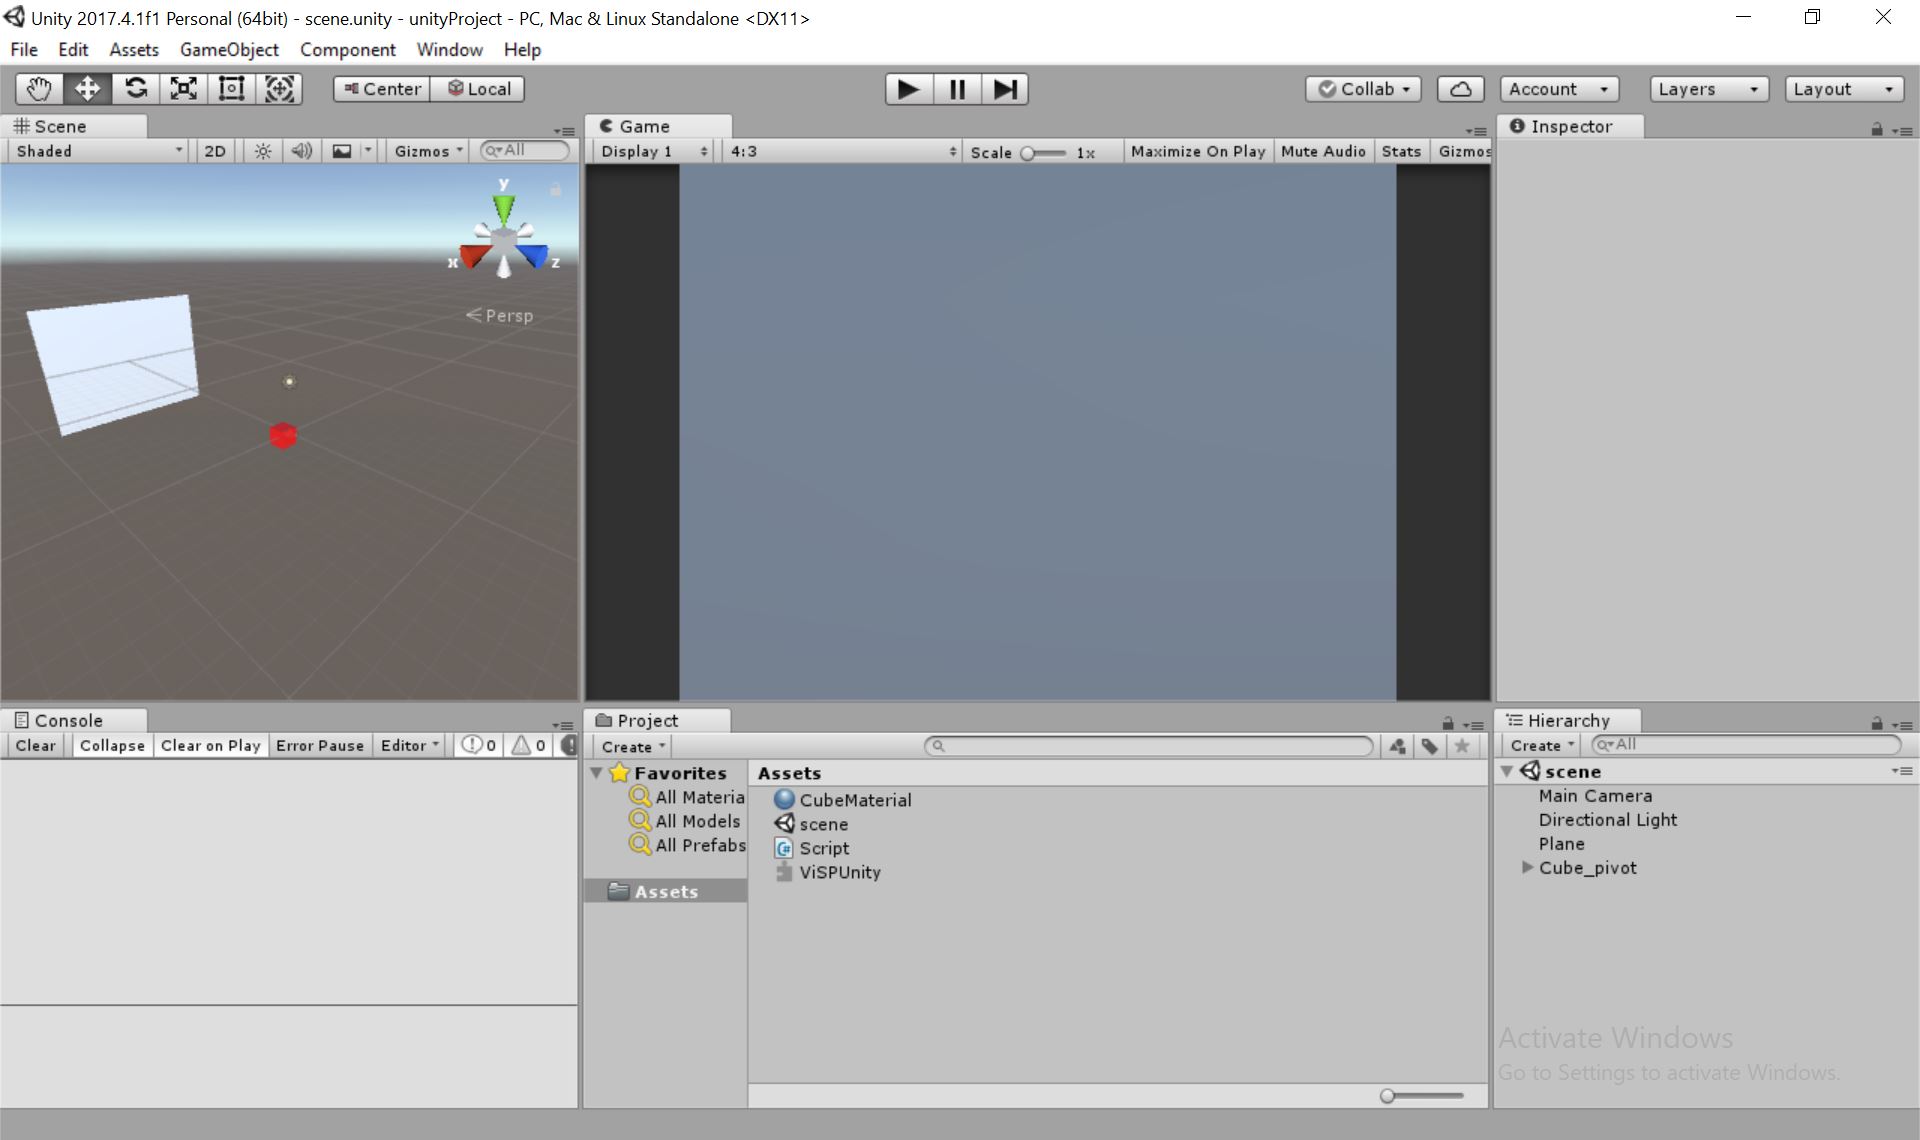 Unity 2017.4.1f1 Personal (64bit) - scene.unity - unityProject - PC, Mac & Linux Standalone <DX11>
File Edit Assets GameObject Component Window Help
Center Local Collab Account Layers Layout
Scene
Shaded 2D Gizmos All
y
x z
Persp
Game
Display 1 4:3 Scale 1x Maximize On Play Mute Audio Stats Gizmos
Inspector
Console
Clear Collapse Clear on Play Error Pause Editor 0 0
Project
Create
Favorites
All Materia
All Models
All Prefabs
Assets
Assets
CubeMaterial
scene
Script
ViSPUnity
Hierarchy
Create All
scene
Main Camera
Directional Light
Plane
Cube_pivot
Activate Windows
Go to Settings to activate Windows.